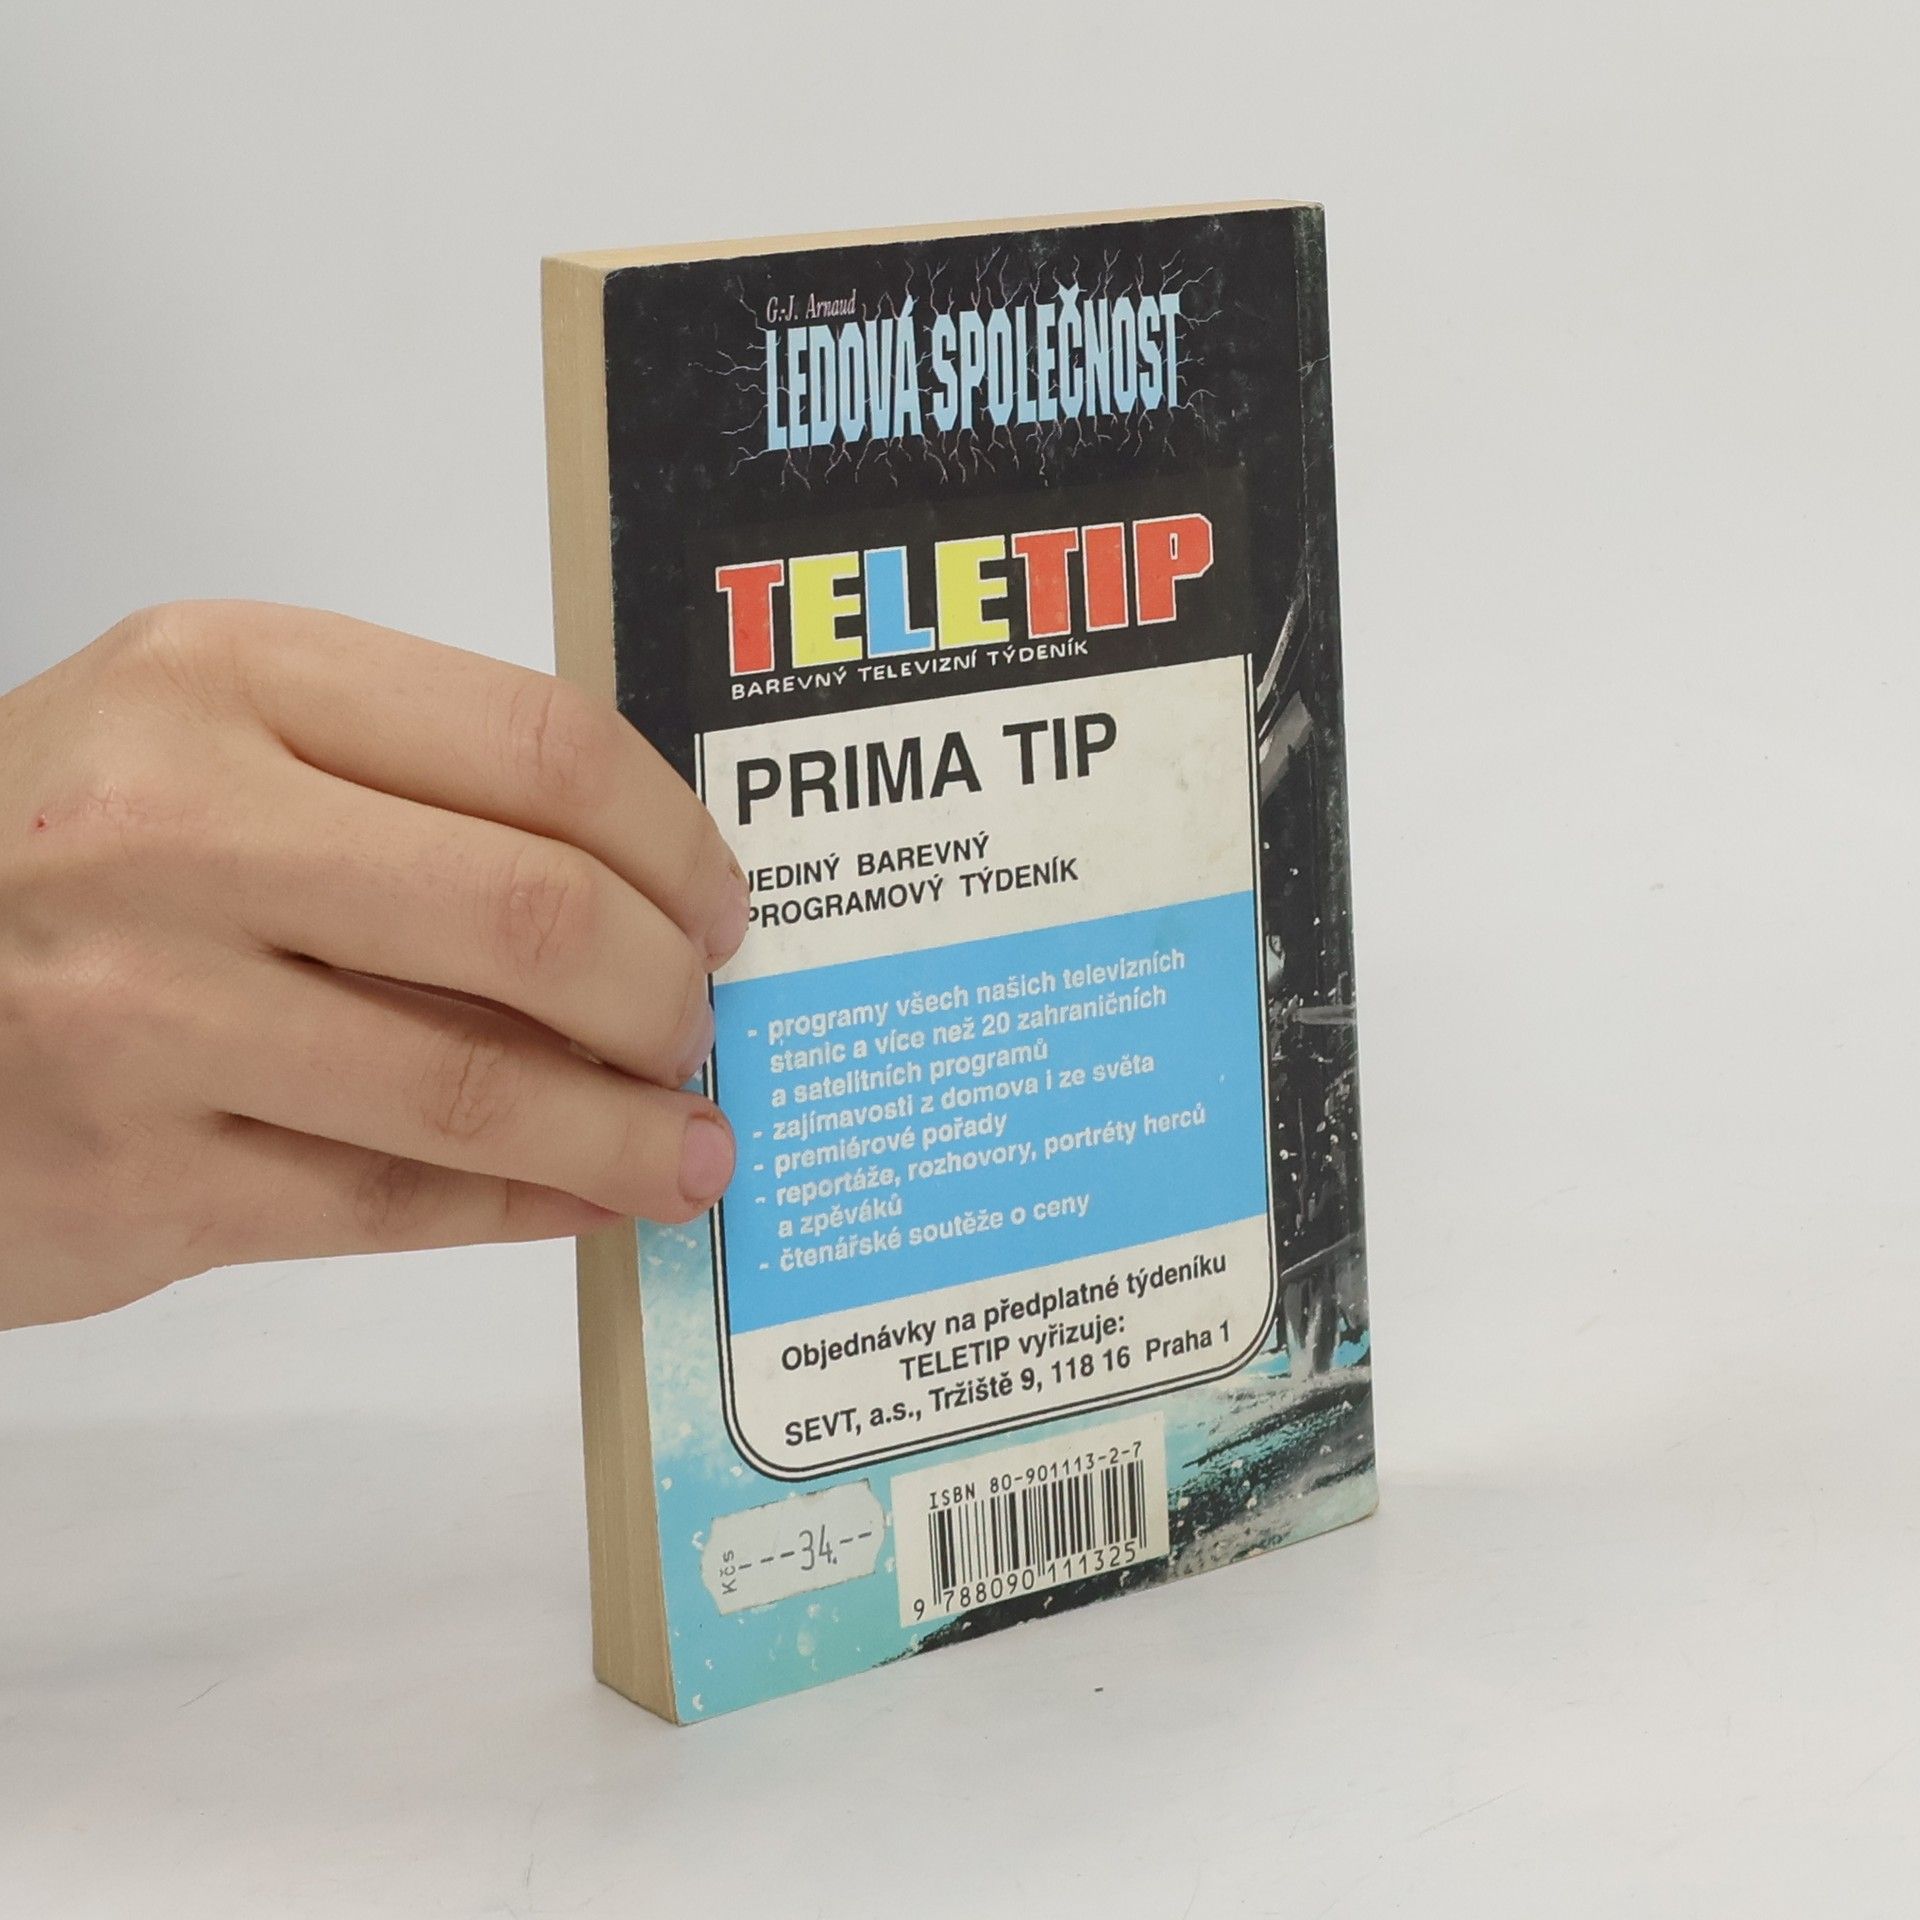 G.-J. Arnaud
LEDOVÁ SPOLEČNOST
TELETIP
BAREVNÝ TELEVIZNÍ TÝDENÍK
PRIMA TIP
JEDINÝ BAREVNÝ
PROGRAMOVÝ TÝDENÍK
- programy všech našich televizních
stanic a více než 20 zahraničních
a satelitních programů
- zajímavosti z domova i ze světa
- premiérové pořady
- reportáže, rozhovory, portréty herců
a zpěváků
- čtenářské soutěže o ceny
Objednávky na předplatné týdeníku
TELETIP vyřizuje:
SEVT, a.s., Tržiště 9, 118 16 Praha 1
Kčs ---34.--
ISBN 80-901113-2-7
9 788090 111325